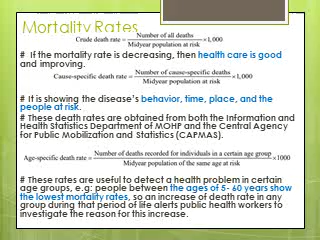 Mortality Rates
Crude death rate = Number of all deaths / Midyear population at risk ×1,000
# If the mortality rate is decreasing, then health care is good
and improving.
Cause-specific death rate = Number of cause-specific deaths / Midyear population at risk ×1,000
# It is showing the disease's behavior, time, place, and the
people at risk.
# These death rates are obtained from both the Information and
Health Statistics Department of MOHP and the Central Agency
for Public Mobilization and Statistics (CAPMAS).
Age-specific death rate = Number of deaths recorded for individuals in a certain age group / Midyear population of the same age at risk ×1000
# These rates are useful to detect a health problem in certain
age groups, e.g: people between the ages of 5- 60 years show
the lowest mortality rates, so an increase of death rate in any
group during that period of life alerts public health workers to
investigate the reason for this increase.